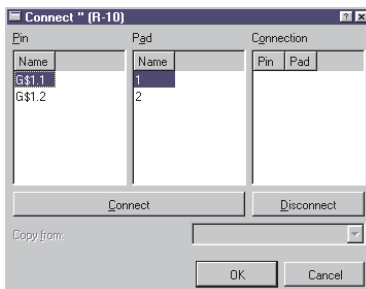 Connect '' (R-10)
Pin Pad Connection
Name Name Pin Pad
G$1.1 1
G$1.2 2
Connect Disconnect
Copy from:
OK Cancel